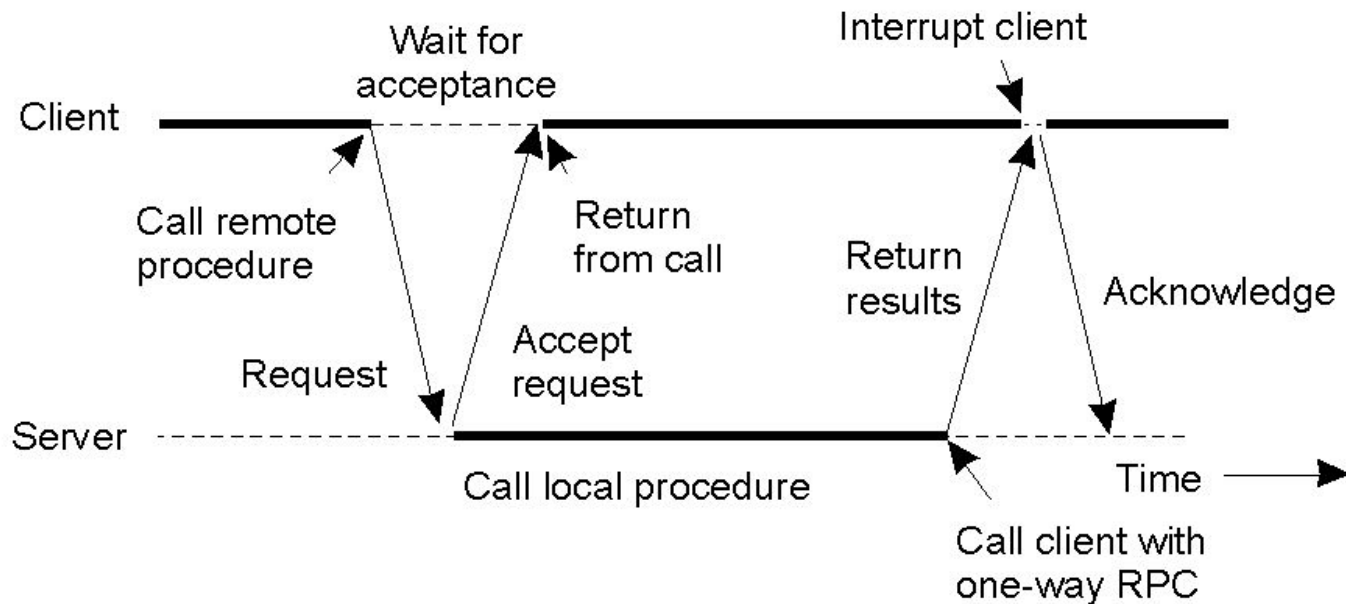 Interrupt client
Wait for
acceptance
Client
Call remote
procedure
Return
from call
Return
results
Acknowledge
Request
Accept
request
Server
Call local procedure
Time
Call client with
one-way RPC